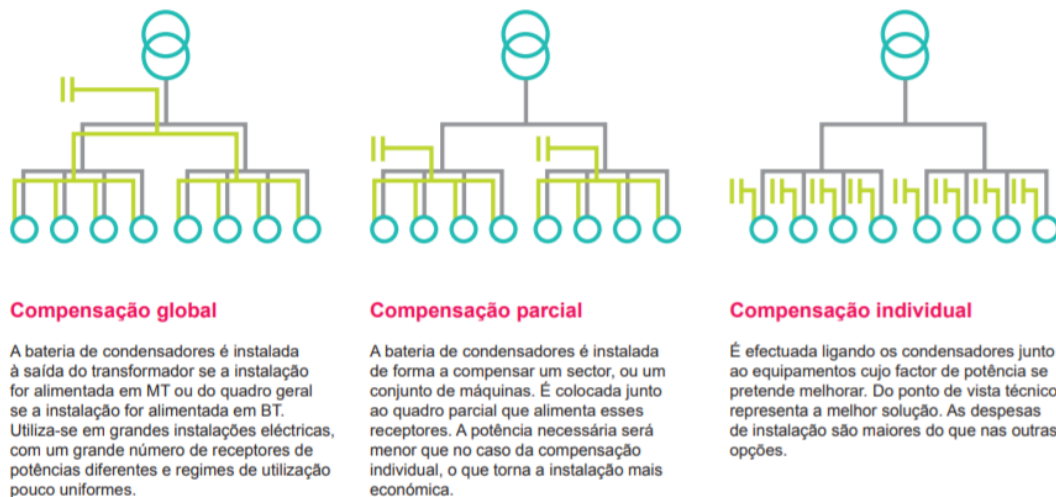 Compensação global
A bateria de condensadores é instalada
à saída do transformador se a instalação
for alimentada em MT ou do quadro geral
se a instalação for alimentada em BT.
Utiliza-se em grandes instalações eléctricas,
com um grande número de receptores de
potências diferentes e regimes de utilização
pouco uniformes.
Compensação parcial
A bateria de condensadores é instalada
de forma a compensar um sector, ou um
conjunto de máquinas. É colocada junto
ao quadro parcial que alimenta esses
receptores. A potência necessária será
menor que no caso da compensação
individual, o que torna a instalação mais
económica.
Compensação individual
É efectuada ligando os condensadores junto
ao equipamentos cujo factor de potência se
pretende melhorar. Do ponto de vista técnico
representa a melhor solução. As despesas
de instalação são maiores do que nas outras
opções.